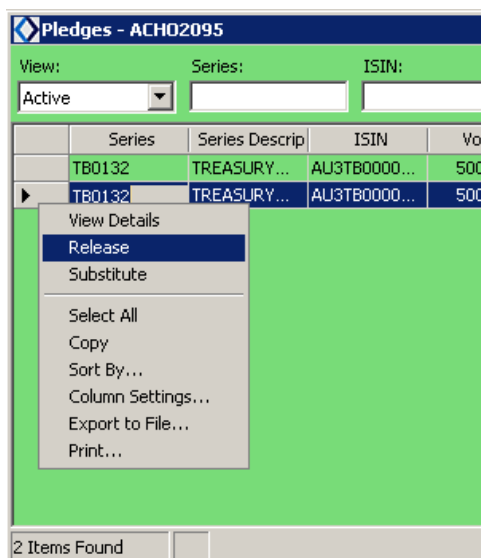 Pledges - ACHO2095
View: Series: ISIN:
Active
Series Series Descrip ISIN Vo
TB0132 TREASURY... AU3TB0000... 500
TB0132 TREASURY... AU3TB0000... 500
View Details
Release
Substitute
Select All
Copy
Sort By...
Column Settings...
Export to File...
Print...
2 Items Found